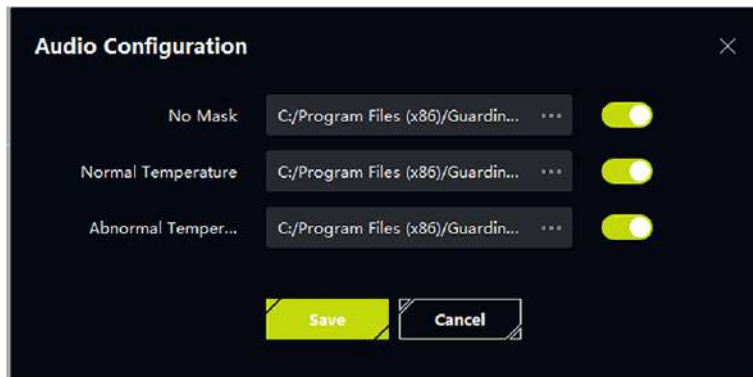 Audio Configuration
No Mask C:/Program Files (x86)/Guardin... ...
Normal Temperature C:/Program Files (x86)/Guardin... ...
Abnormal Temper... C:/Program Files (x86)/Guardin... ...
Save Cancel